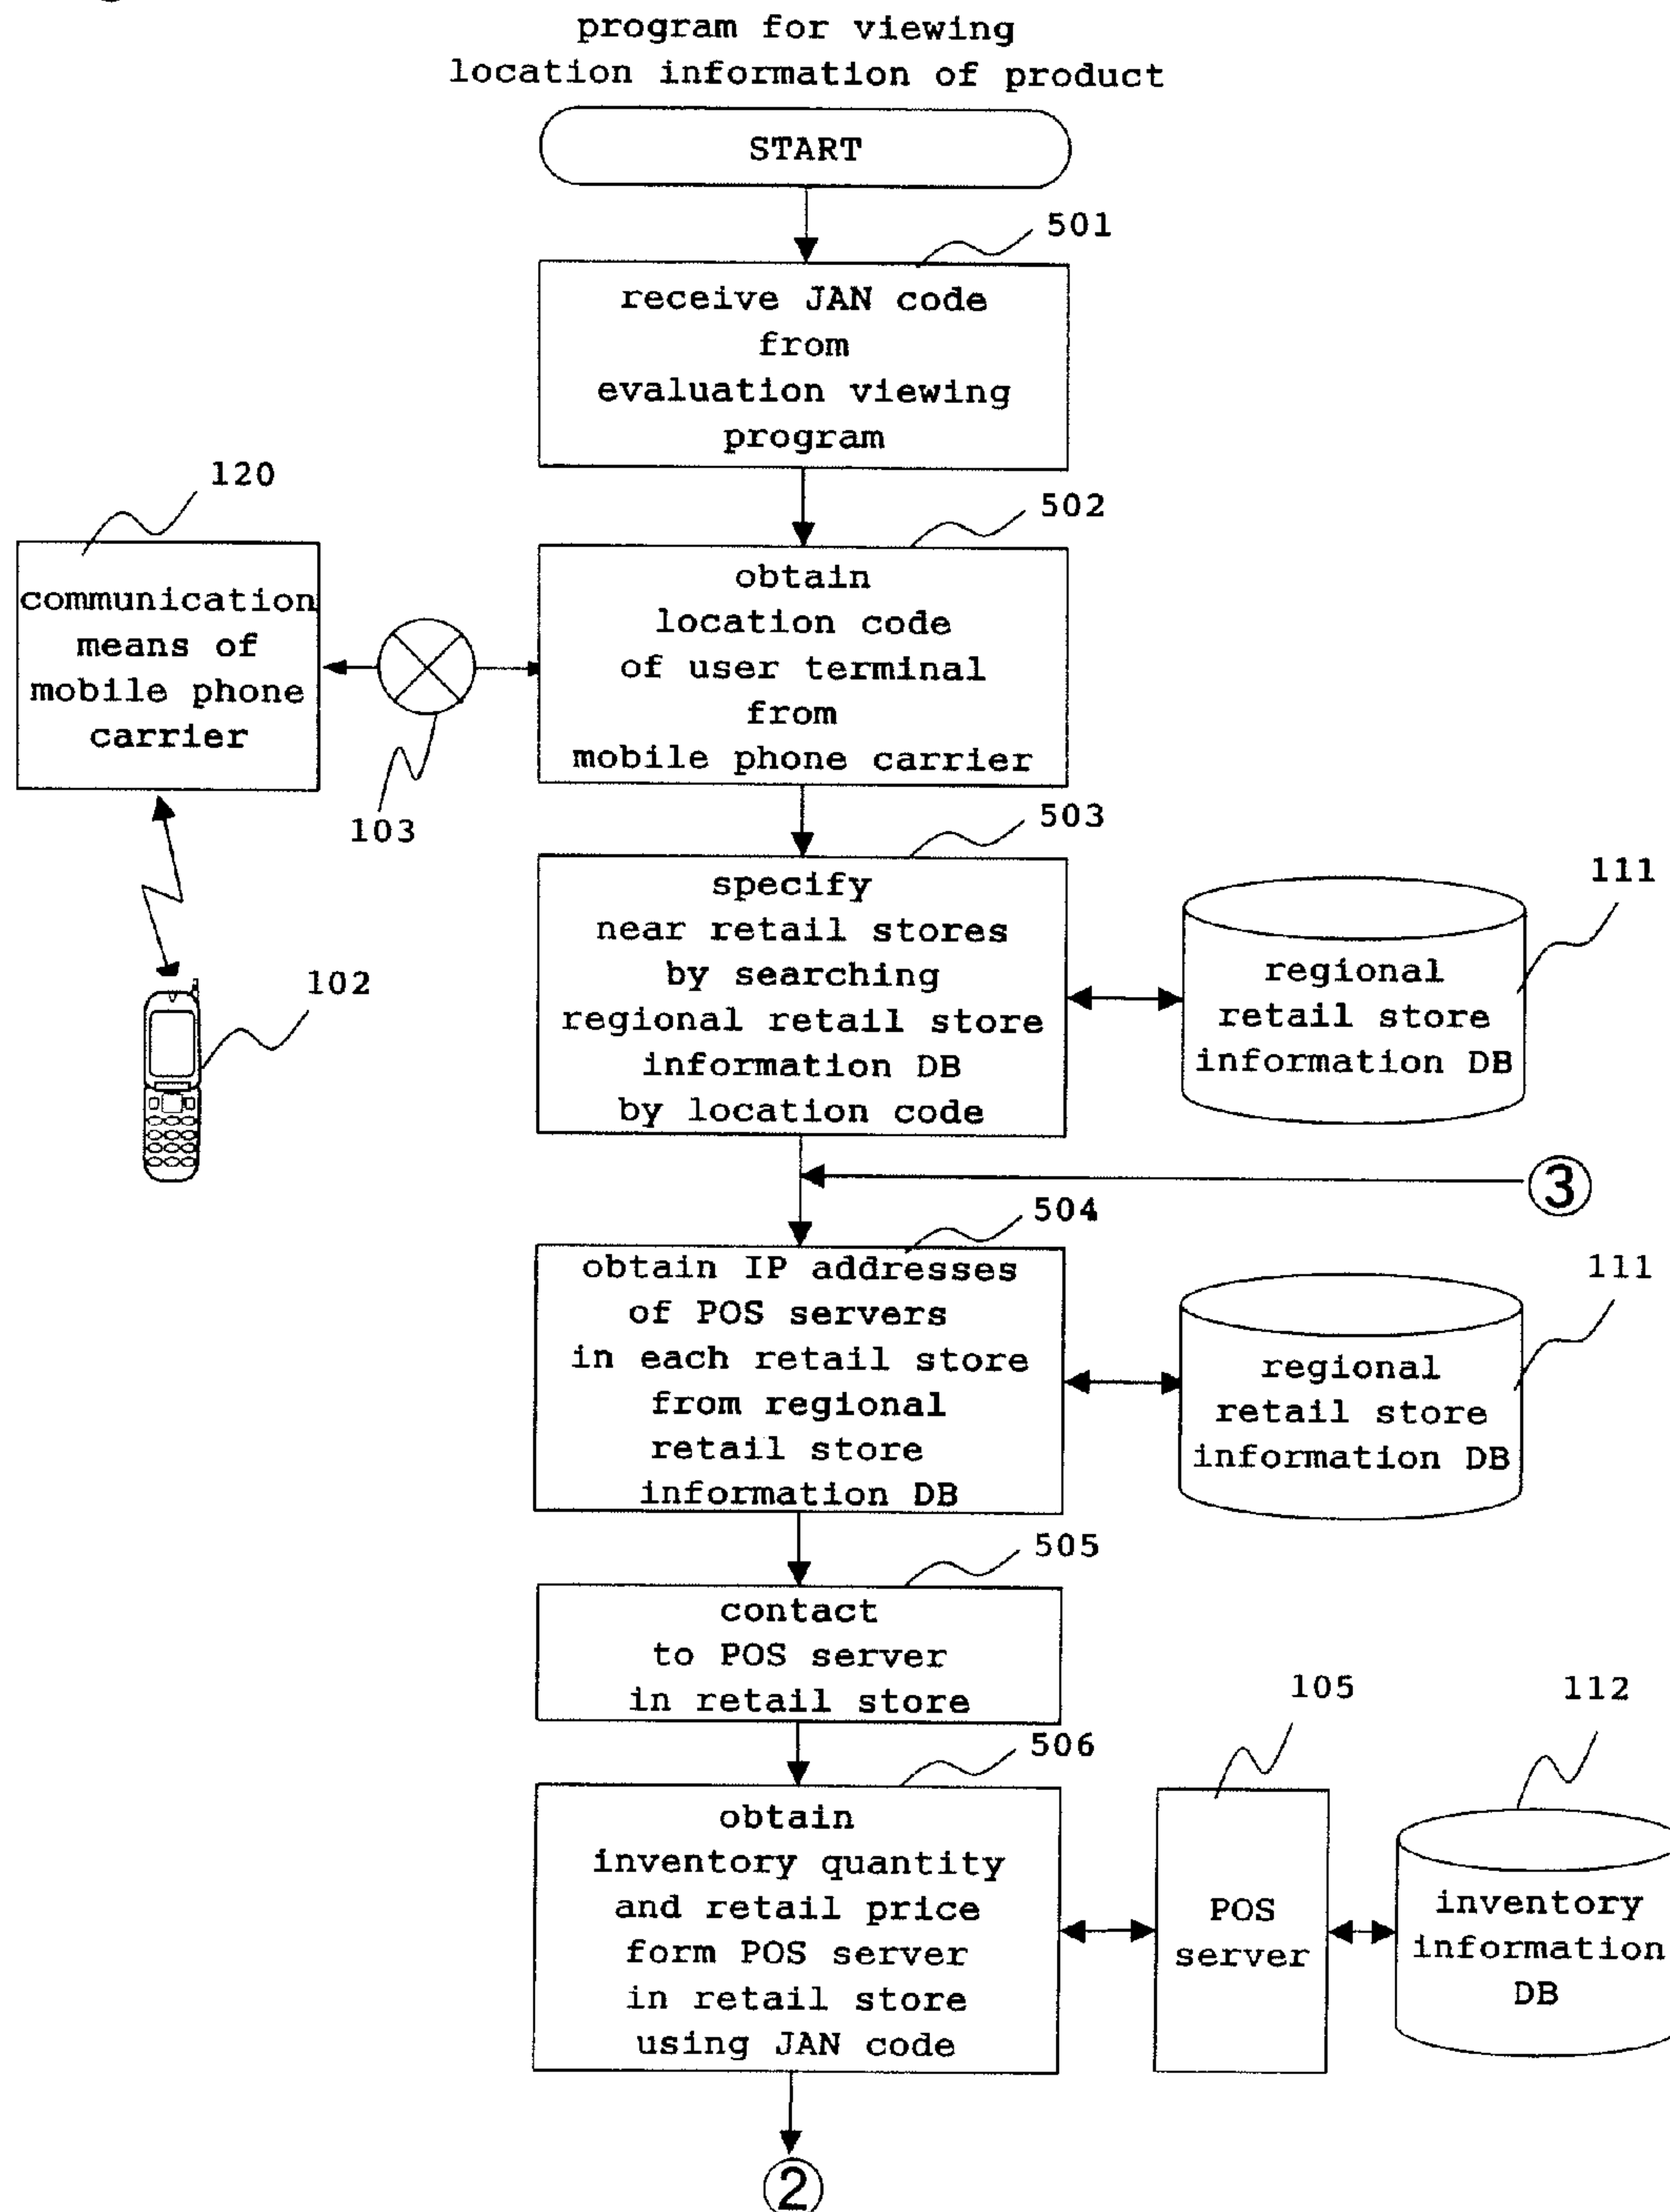 program for viewing
location information of product
START
501
receive JAN code
from
evaluation viewing
program
120
502
communication
means of
mobile phone
carrier
obtain
location code
of user terminal
from
mobile phone carrier
103
503
102
specify
near retail stores
by searching
regional retail store
information DB
by location code
111
regional
retail store
information DB
③
504
obtain IP addresses
of POS servers
in each retail store
from regional
retail store
information DB
111
regional
retail store
information DB
505
contact
to POS server
in retail store
506
105
112
obtain
inventory quantity
and retail price
form POS server
in retail store
using JAN code
POS
server
inventory
information
DB
②